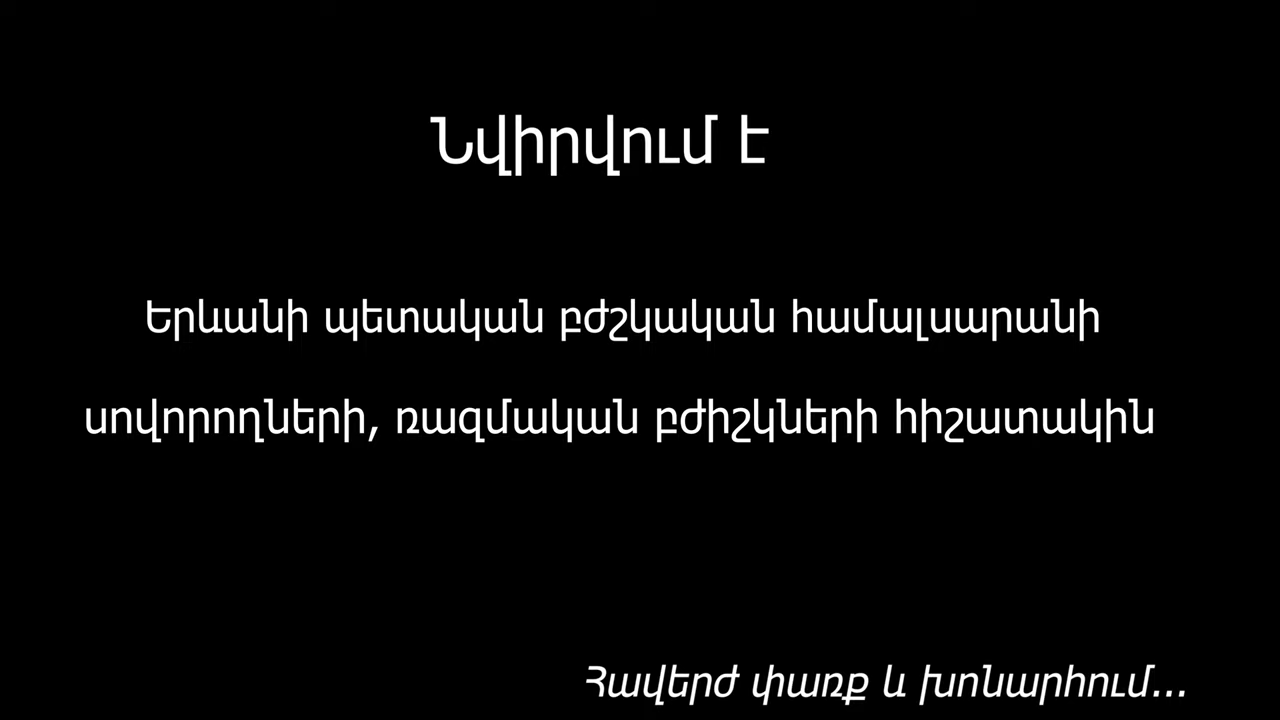 Նվիրվում է
Երևանի պետական բժշկական համալսարանի
սովորողների, ռազմական բժիշկների հիշատակին
Հավերժ փառք և խոնարհում...